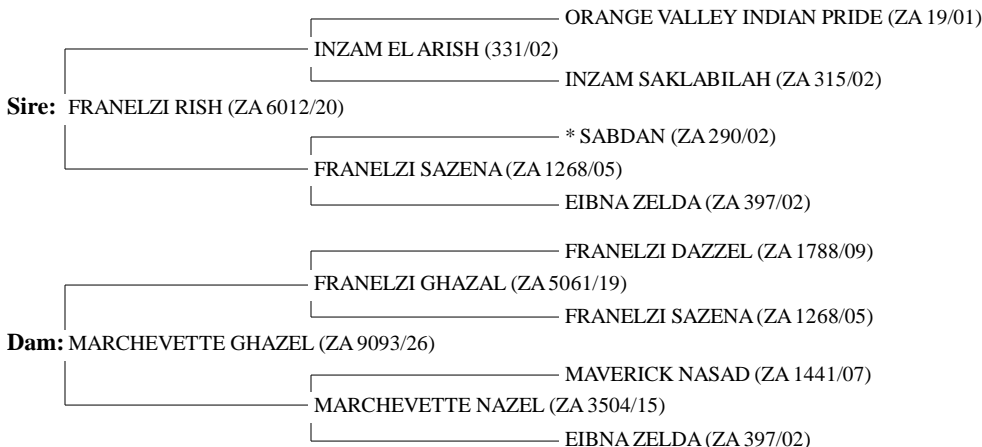 ORANGE VALLEY INDIAN PRIDE (ZA 19/01)
INZAM EL ARISH (331/02)
INZAM SAKLABILAH (ZA 315/02)
Sire: FRANELZI RISH (ZA 6012/20)
* SABDAN (ZA 290/02)
FRANELZI SAZENA (ZA 1268/05)
EIBNA ZELDA (ZA 397/02)
FRANELZI DAZZEL (ZA 1788/09)
FRANELZI GHAZAL (ZA 5061/19)
FRANELZI SAZENA (ZA 1268/05)
Dam: MARCHEVETTE GHAZEL (ZA 9093/26)
MAVERICK NASAD (ZA 1441/07)
MARCHEVETTE NAZEL (ZA 3504/15)
EIBNA ZELDA (ZA 397/02)